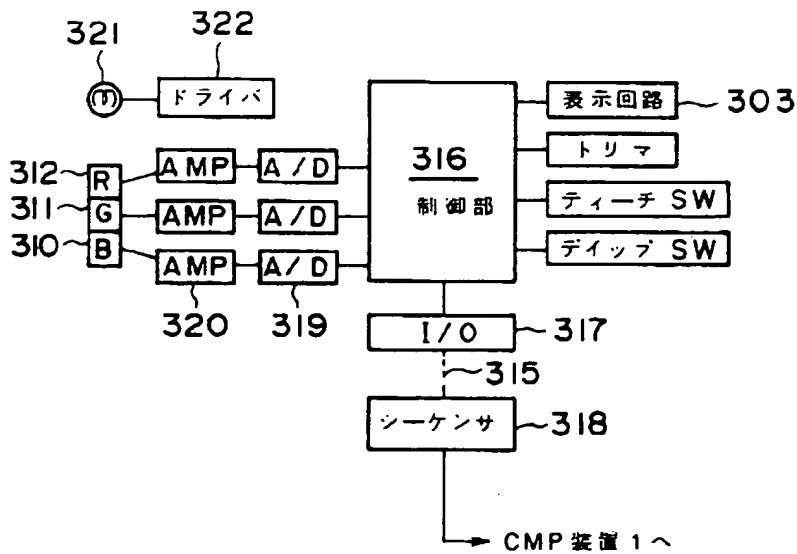 321
322
ドライバ
表示回路
303
316
制御部
トリマ
312
R
AMP
A/D
311
G
AMP
A/D
ティーチ SW
310
B
AMP
A/D
デイップ SW
320
319
I/O
317
315
シーケンサ
318
CMP装置1へ